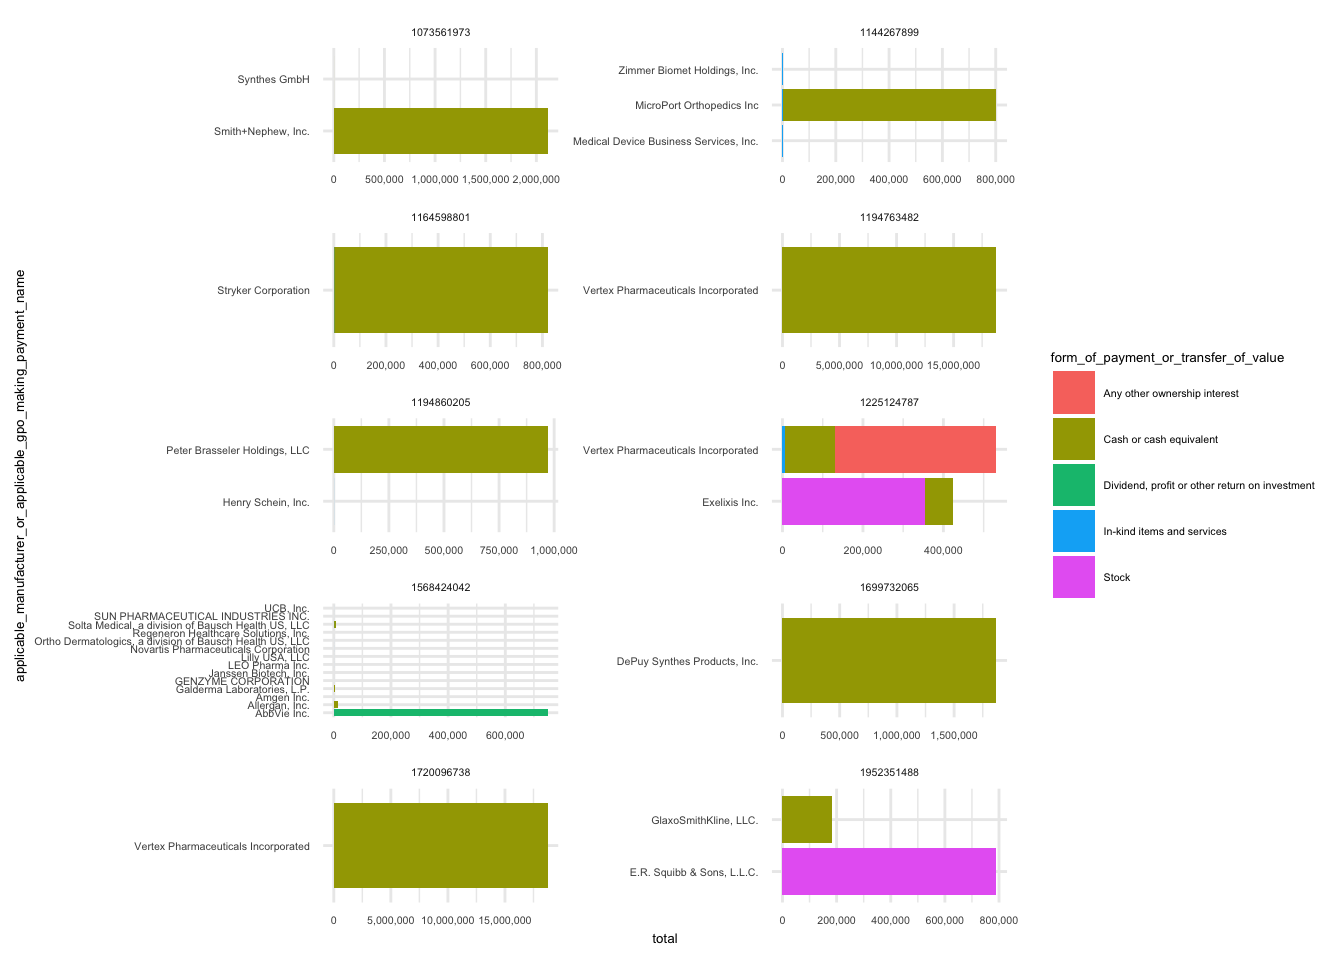 1073561973
Synthes GmbH
Smith+Nephew, Inc.
0 500,000 1,000,000 1,500,000 2,000,000
1144267899
Zimmer Biomet Holdings, Inc.
MicroPort Orthopedics Inc
Medical Device Business Services, Inc.
0 200,000 400,000 600,000 800,000
1164598801
Stryker Corporation
0 200,000 400,000 600,000 800,000
1194763482
Vertex Pharmaceuticals Incorporated
0 5,000,000 10,000,000 15,000,000
1194860205
Peter Brasseler Holdings, LLC
Henry Schein, Inc.
0 250,000 500,000 750,000 1,000,000
1225124787
Vertex Pharmaceuticals Incorporated
Exelixis Inc.
0 200,000 400,000
1568424042
UCB, Inc.
SUN PHARMACEUTICAL INDUSTRIES INC.
Solta Medical, a division of Bausch Health US, LLC
Regeneron Healthcare Solutions, Inc.
Ortho Dermatologics, a division of Bausch Health US, LLC
Novartis Pharmaceuticals Corporation
Lilly USA, LLC
LEO Pharma Inc.
Janssen Biotech, Inc.
GENZYME CORPORATION
Galderma Laboratories, L.P.
Amgen Inc.
Allergan, Inc.
AbbVie Inc.
0 200,000 400,000 600,000
1699732065
DePuy Synthes Products, Inc.
0 500,000 1,000,000 1,500,000
1720096738
Vertex Pharmaceuticals Incorporated
0 5,000,000 10,000,000 15,000,000
1952351488
GlaxoSmithKline, LLC.
E.R. Squibb & Sons, L.L.C.
0 200,000 400,000 600,000 800,000
total
applicable_manufacturer_or_applicable_gpo_making_payment_name
form_of_payment_or_transfer_of_value
Any other ownership interest
Cash or cash equivalent
Dividend, profit or other return on investment
In-kind items and services
Stock